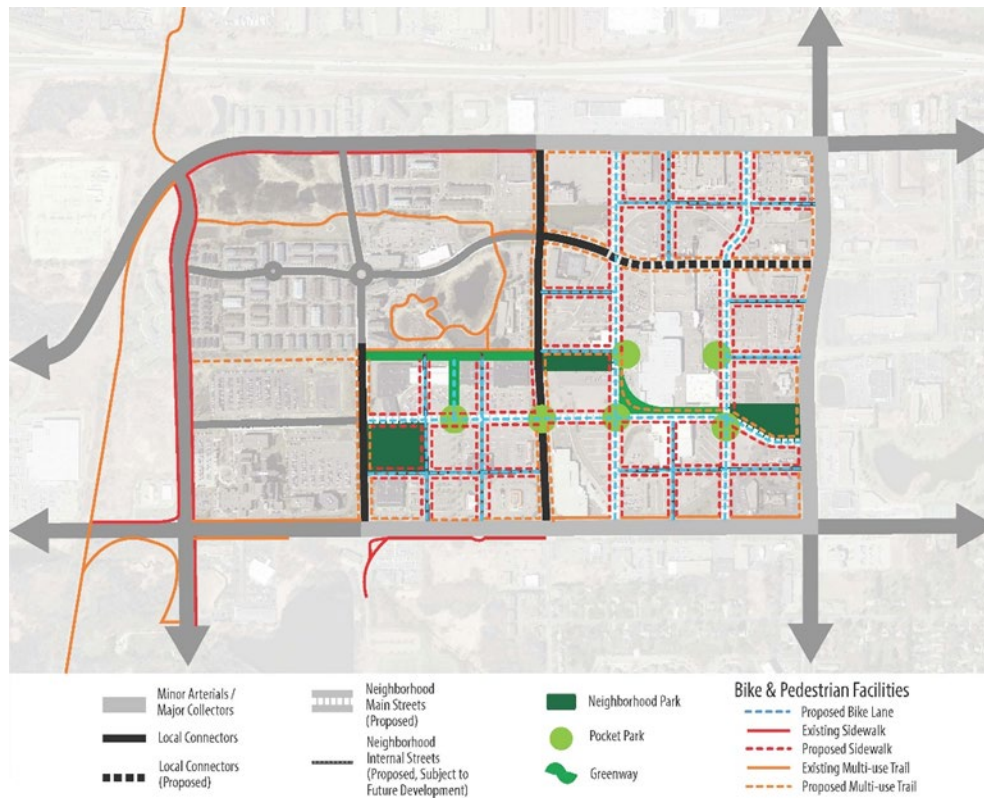 Minor Arterials /
Major Collectors
Local Connectors
Local Connectors
(Proposed)
Neighborhood
Main Streets
(Proposed)
Neighborhood
Internal Streets
(Proposed, Subject to
Future Development)
Neighborhood Park
Pocket Park
Greenway
Bike & Pedestrian Facilities
Proposed Bike Lane
Existing Sidewalk
Proposed Sidewalk
Existing Multi-use Trail
Proposed Multi-use Trail